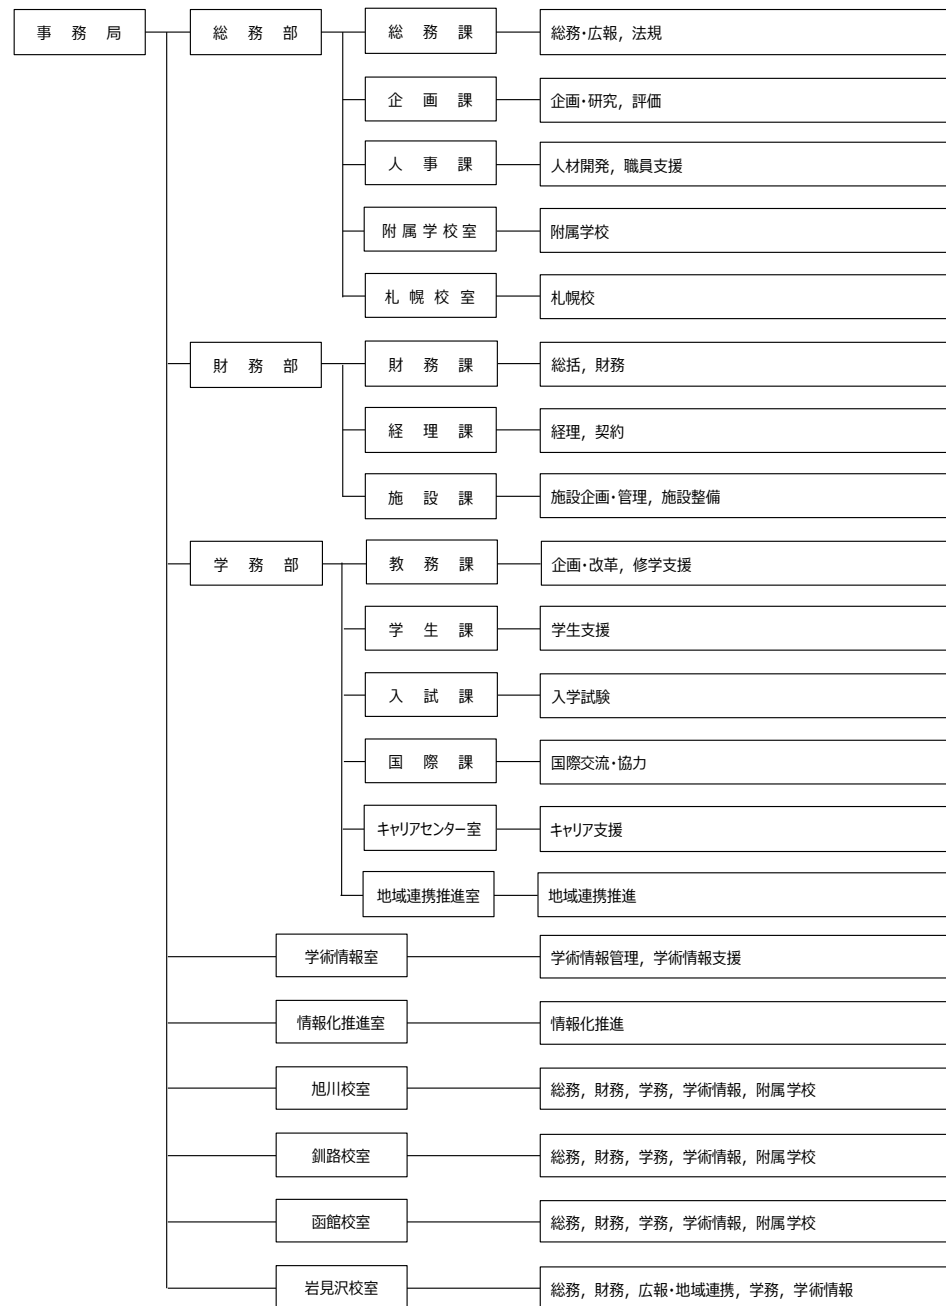 事務局 総務部 総務課 総務・広報, 法規
企画課 企画・研究, 評価
人事課 人材開発, 職員支援
附属学校室 附属学校
札幌校室 札幌校
財務部 財務課 総括, 財務
経理課 経理, 契約
施設課 施設企画・管理, 施設整備
学務部 教務課 企画・改革, 修学支援
学生課 学生支援
入試課 入学試験
国際課 国際交流・協力
キャリアセンター室 キャリア支援
地域連携推進室 地域連携推進
学術情報室 学術情報管理, 学術情報支援
情報化推進室 情報化推進
旭川校室 総務, 財務, 学務, 学術情報, 附属学校
釧路校室 総務, 財務, 学務, 学術情報, 附属学校
函館校室 総務, 財務, 学務, 学術情報, 附属学校
岩見沢校室 総務, 財務, 広報・地域連携, 学務, 学術情報